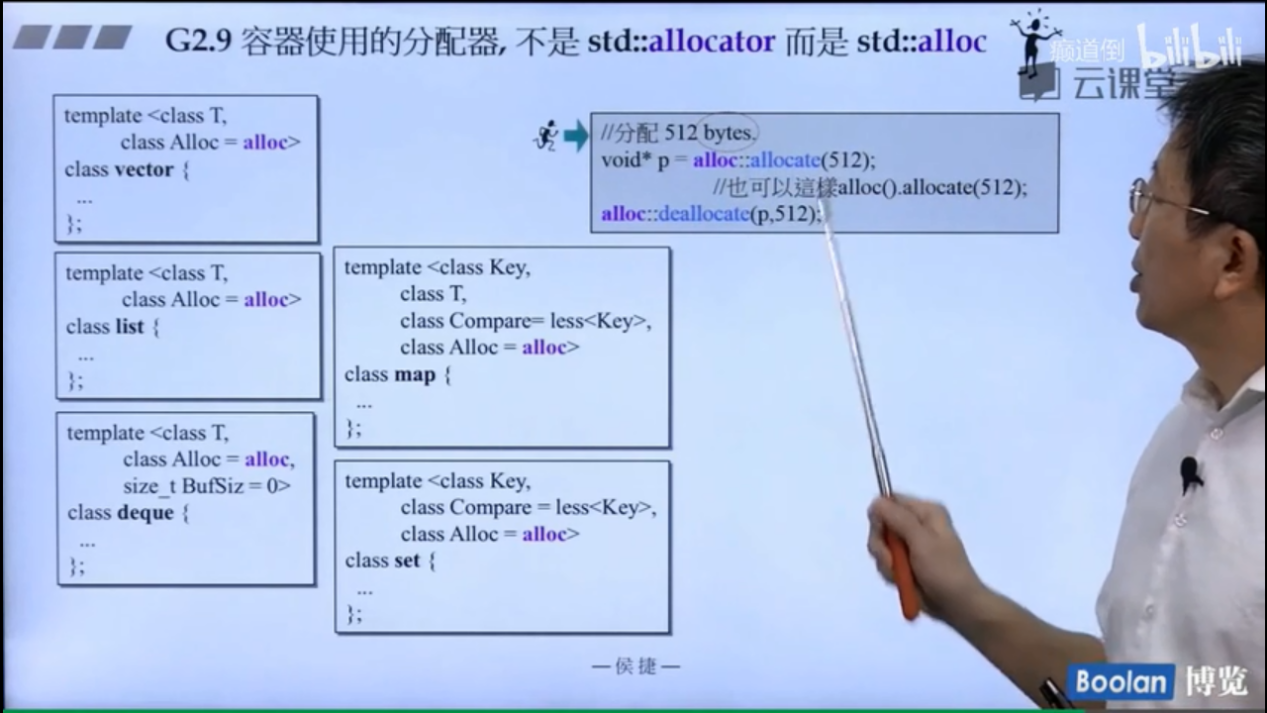 G2.9 容器使用的分配器, 不是 std::allocator 而是 std::alloc
癫道倒 bilibili
云课堂
template <class T,
class Alloc = alloc>
class vector {
...
};
template <class T,
class Alloc = alloc>
class list {
...
};
template <class T,
class Alloc = alloc,
size_t BufSiz = 0>
class deque {
...
};
template <class Key,
class T,
class Compare= less<Key>,
class Alloc = alloc>
class map {
...
};
template <class Key,
class Compare = less<Key>,
class Alloc = alloc>
class set {
...
};
//分配 512 bytes.
void* p = alloc::allocate(512);
//也可以這樣alloc().allocate(512);
alloc::deallocate(p,512);
—侯捷—
Boolan 博览